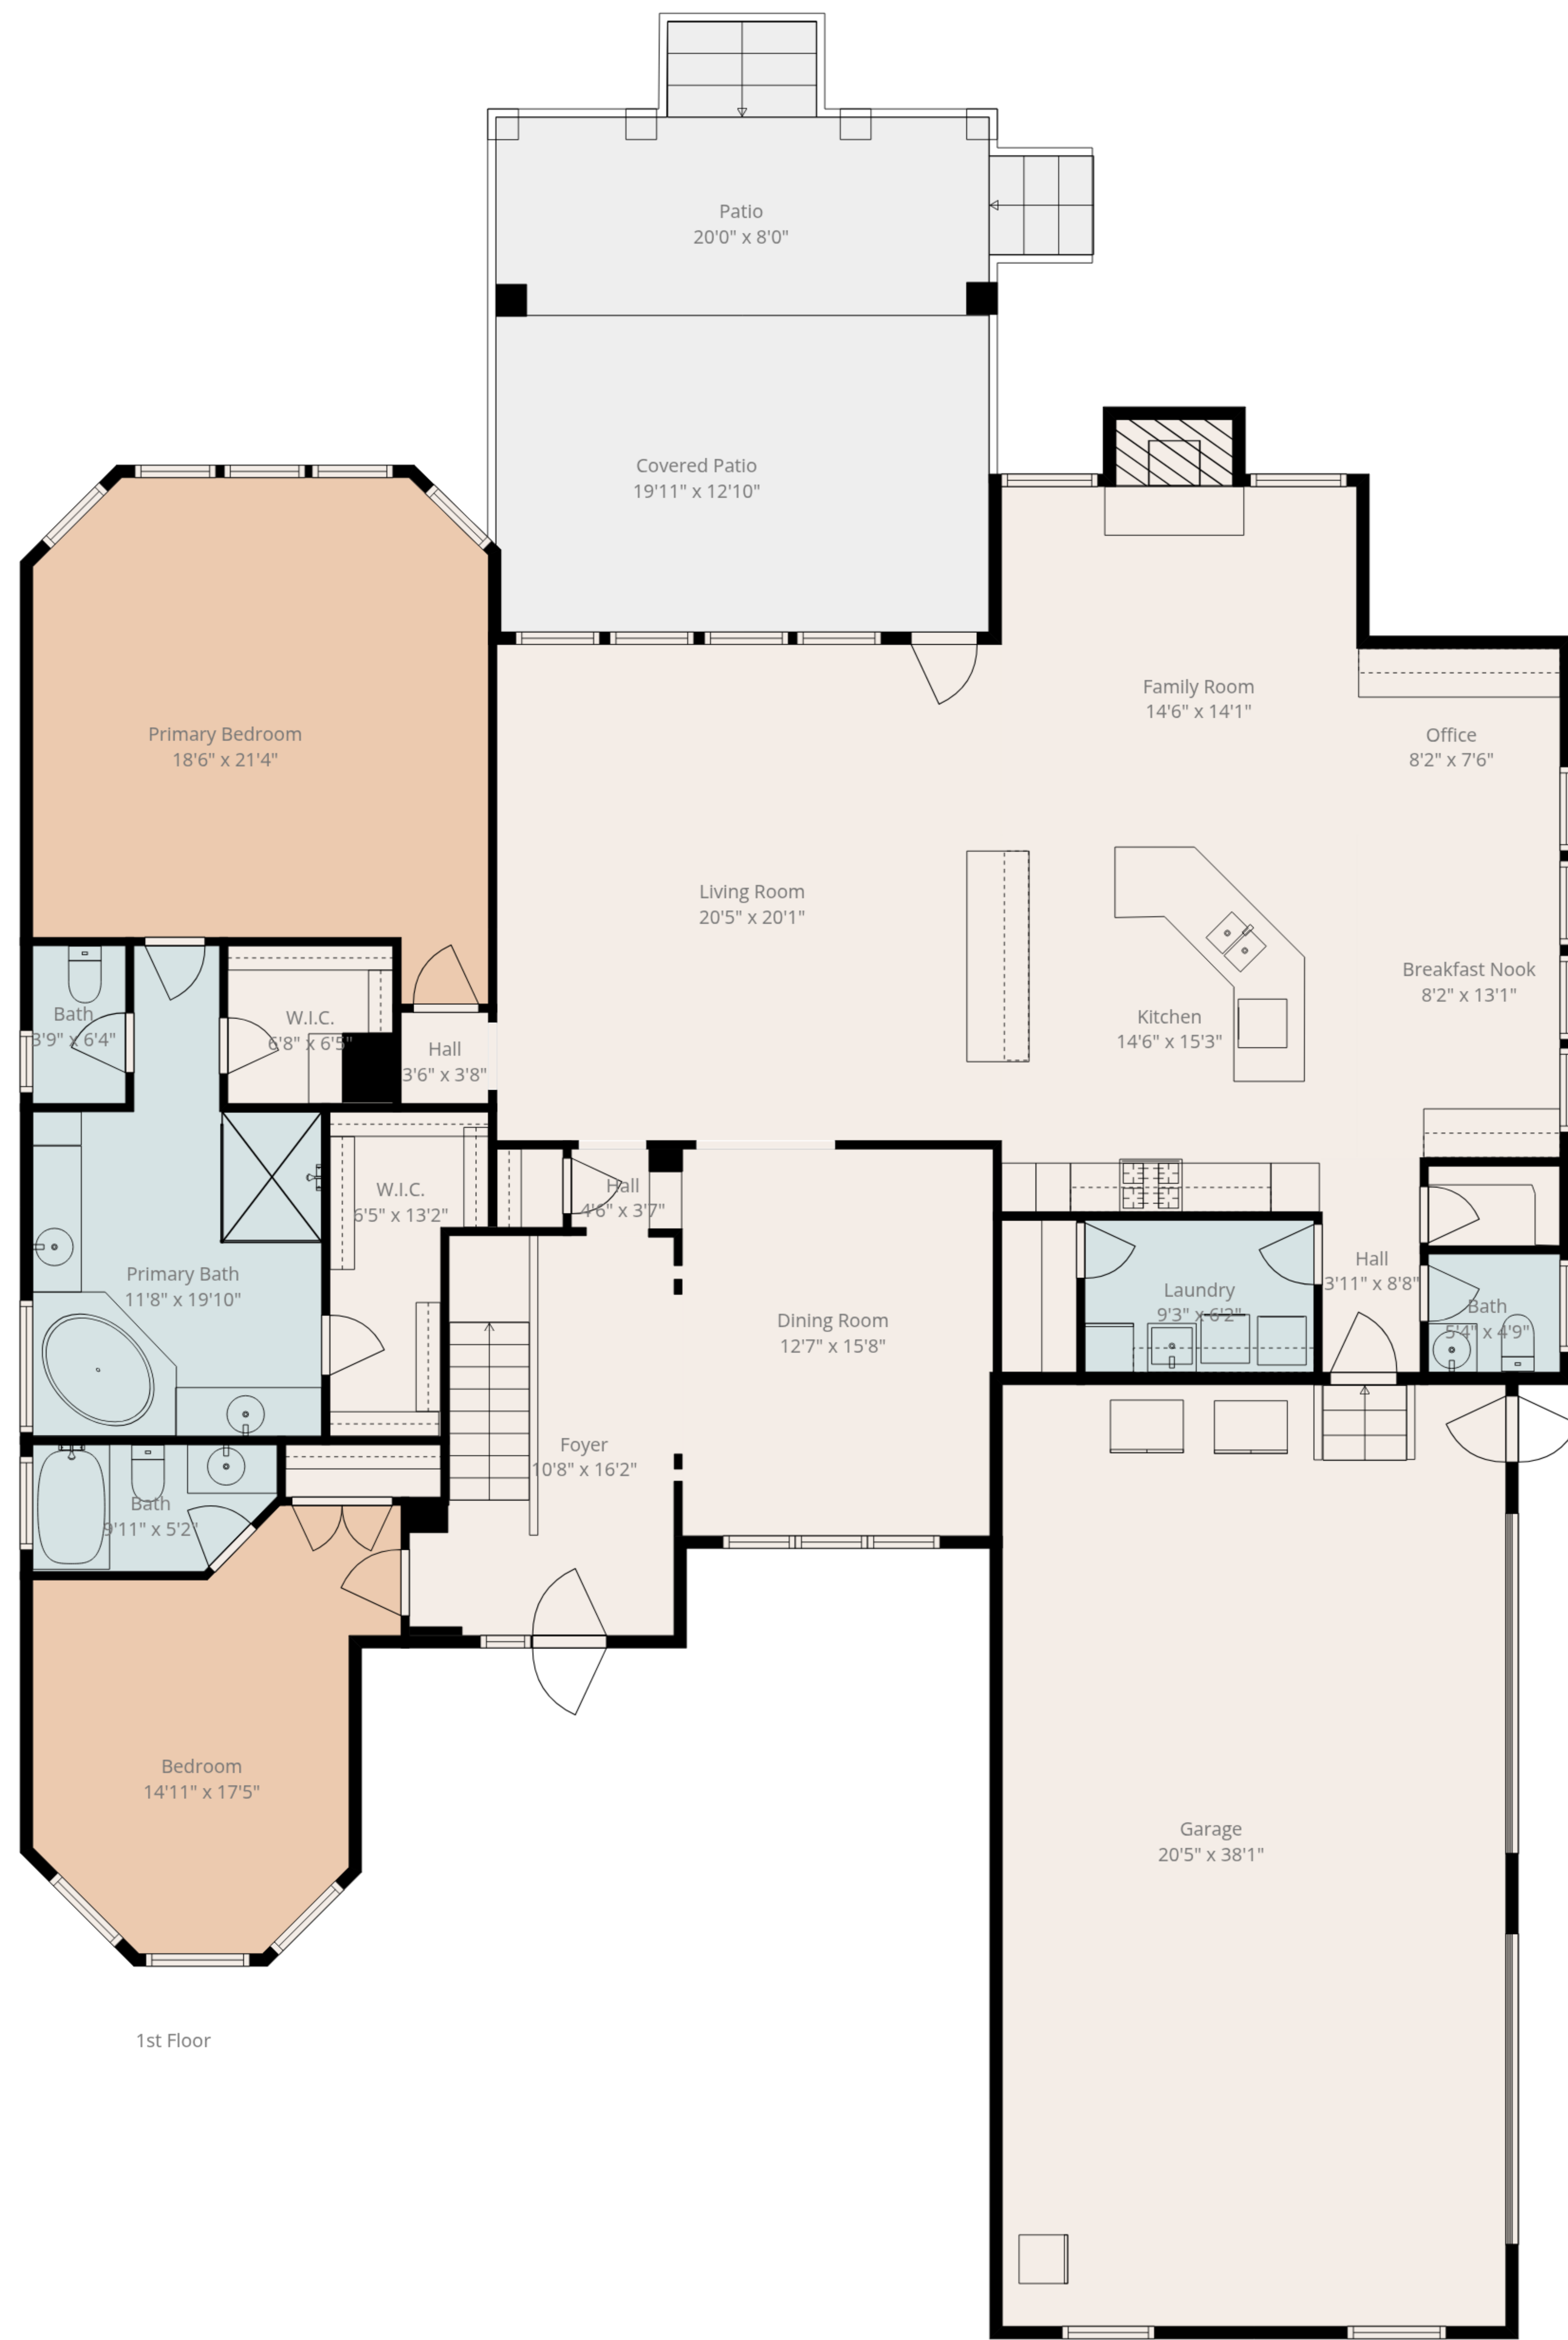 Patio
20'0" x 8'0"
Covered Patio
19'11" x 12'10"
Family Room
14'6" x 14'1"
Primary Bedroom
18'6" x 21'4"
Office
8'2" x 7'6"
Living Room
20'5" x 20'1"
Breakfast Nook
8'2" x 13'1"
Bath
3'9" x 6'4"
W.I.C.
6'8" x 6'5"
Hall
3'6" x 3'8"
Kitchen
14'6" x 15'3"
W.I.C.
6'5" x 13'2"
Hall
4'6" x 3'7"
Primary Bath
11'8" x 19'10"
Dining Room
12'7" x 15'8"
Laundry
9'3" x 6'2"
Hall
3'11" x 8'8"
Bath
5'4" x 4'9"
Foyer
10'8" x 16'2"
Bath
9'11" x 5'2"
Bedroom
14'11" x 17'5"
Garage
20'5" x 38'1"
1st Floor